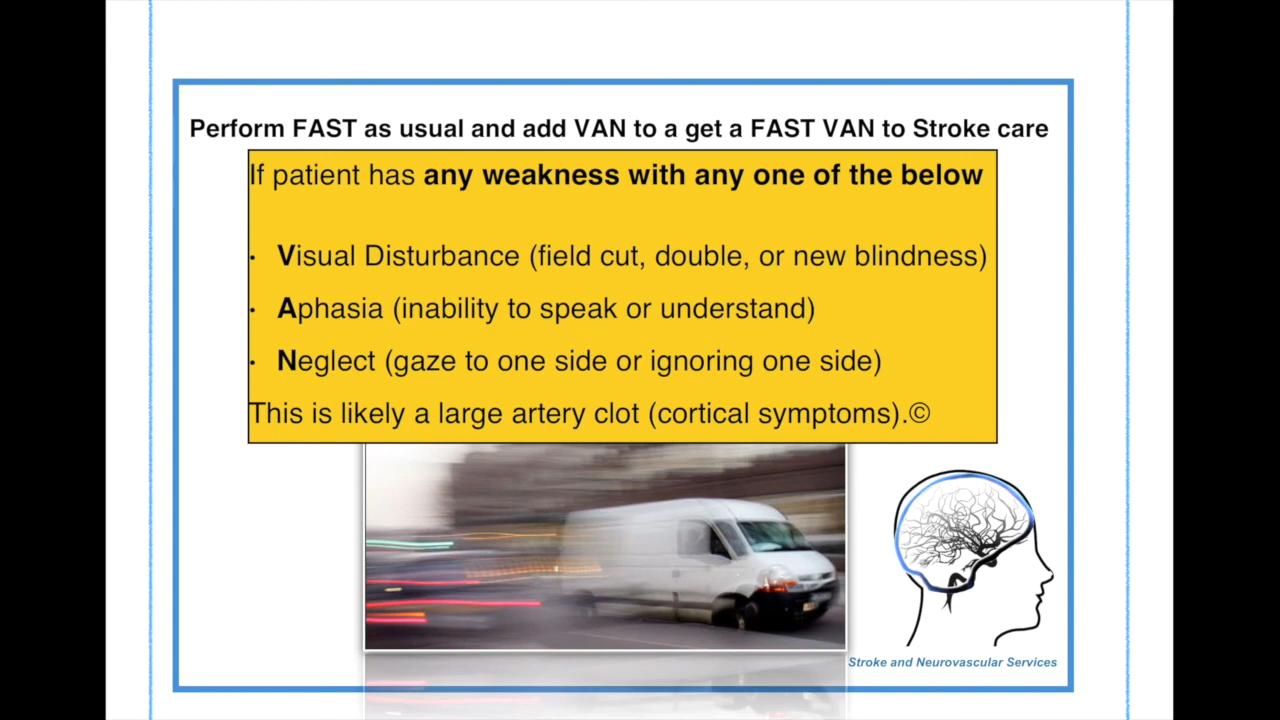 Perform FAST as usual and add VAN to a get a FAST VAN to Stroke care
If patient has any weakness with any one of the below
• Visual Disturbance (field cut, double, or new blindness)
• Aphasia (inability to speak or understand)
• Neglect (gaze to one side or ignoring one side)
This is likely a large artery clot (cortical symptoms).©
Stroke and Neurovascular Services